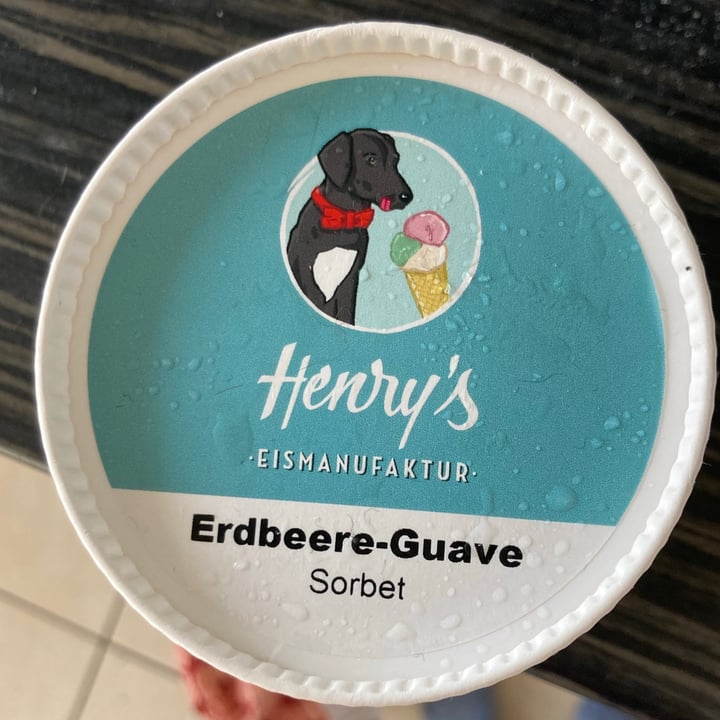 Henry's
·EISMANUFAKTUR·
Erdbeere-Guave
Sorbet